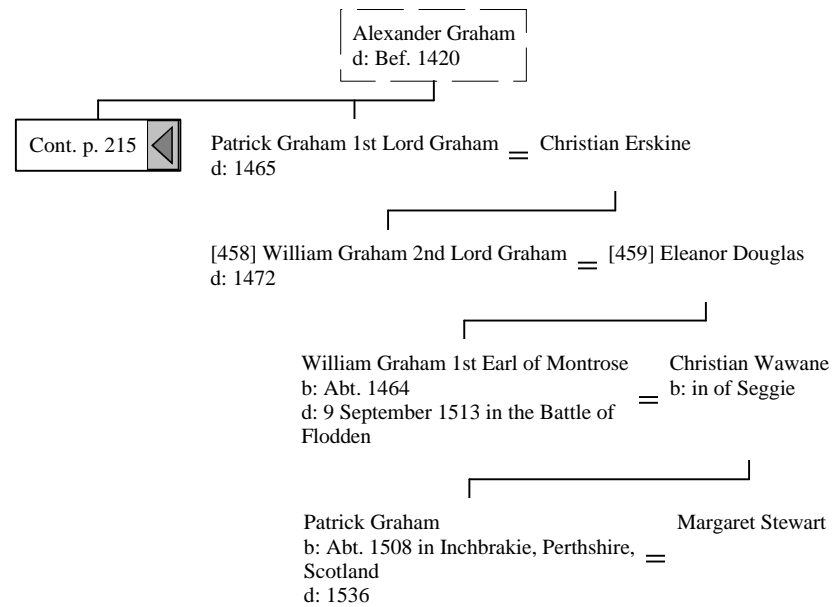 Alexander Graham
d: Bef. 1420
Cont. p. 215
Patrick Graham 1st Lord Graham = Christian Erskine
d: 1465
[458] William Graham 2nd Lord Graham = [459] Eleanor Douglas
d: 1472
William Graham 1st Earl of Montrose
b: Abt. 1464
d: 9 September 1513 in the Battle of
Flodden
=
Christian Wawane
b: in of Seggie
Patrick Graham
b: Abt. 1508 in Inchbrakie, Perthshire,
Scotland
d: 1536
=
Margaret Stewart